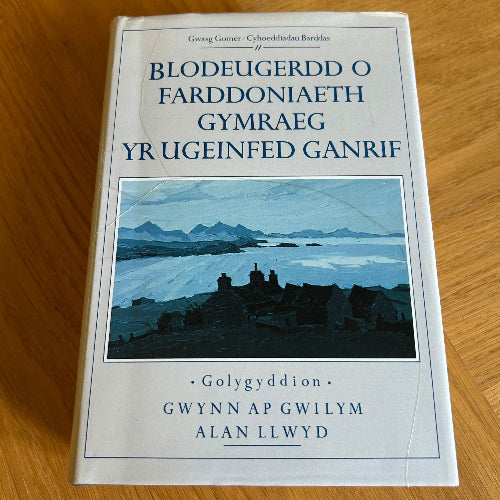 Gwasg Gomer · Cyhoeddiadau Barddas
BLODEUGERDD O
FARDDONIAETH
GYMRAEG
YR UGEINFED GANRIF
· Golygyddion ·
GWYNN AP GWILYM
ALAN LLWYD